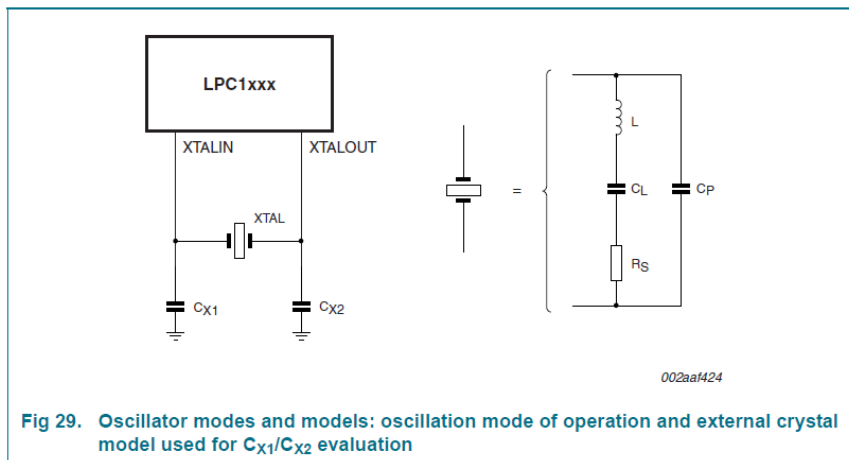 LPC1xxx
XTALIN
XTALOUT
XTAL
CX1
CX2
=
L
CL
CP
RS
002aaf424
Fig 29. Oscillator modes and models: oscillation mode of operation and external crystal
model used for CX1/CX2 evaluation